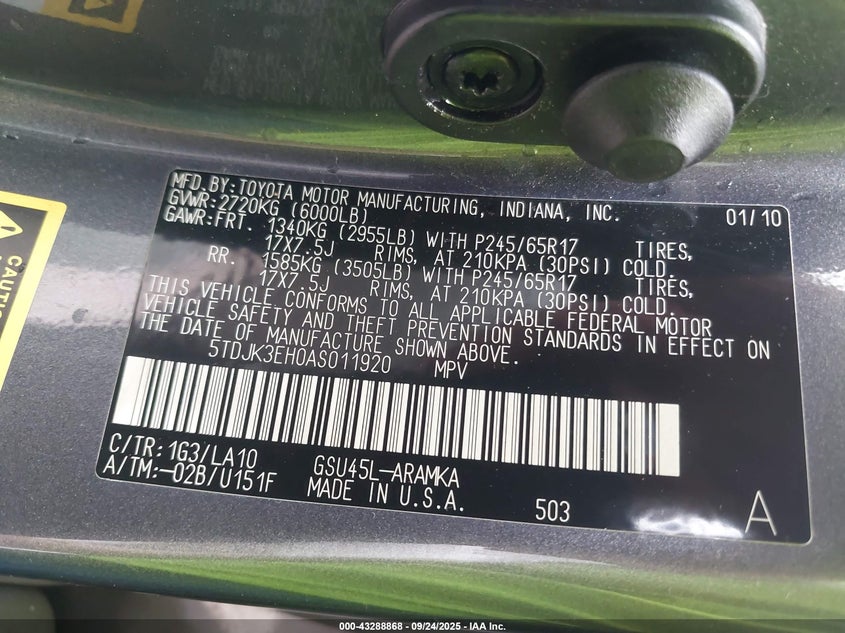 MFD.BY:TOYOTA MOTOR MANUFACTURING, INDIANA, INC. 01/10
GVWR:2720KG (6000LB)
GAWR:FRT. 1340KG (2955LB) WITH P245/65R17 TIRES,
17X7.5J RIMS, AT 210KPA (30PSI) COLD.
RR. 1585KG (3505LB) WITH P245/65R17 TIRES,
17X7.5J RIMS, AT 210KPA (30PSI) COLD.
THIS VEHICLE CONFORMS TO ALL APPLICABLE FEDERAL MOTOR
VEHICLE SAFETY AND THEFT PREVENTION STANDARDS IN EFFECT ON
THE DATE OF MANUFACTURE SHOWN ABOVE.
5TDJK3EH0AS011920 MPV
C/TR:1G3/LA10 GSU45L-ARAMKA
A/TM:-02B/U151F MADE IN U.S.A. 503 A
CAUTION
000-43288868 - 09/24/2025 - IAA Inc.